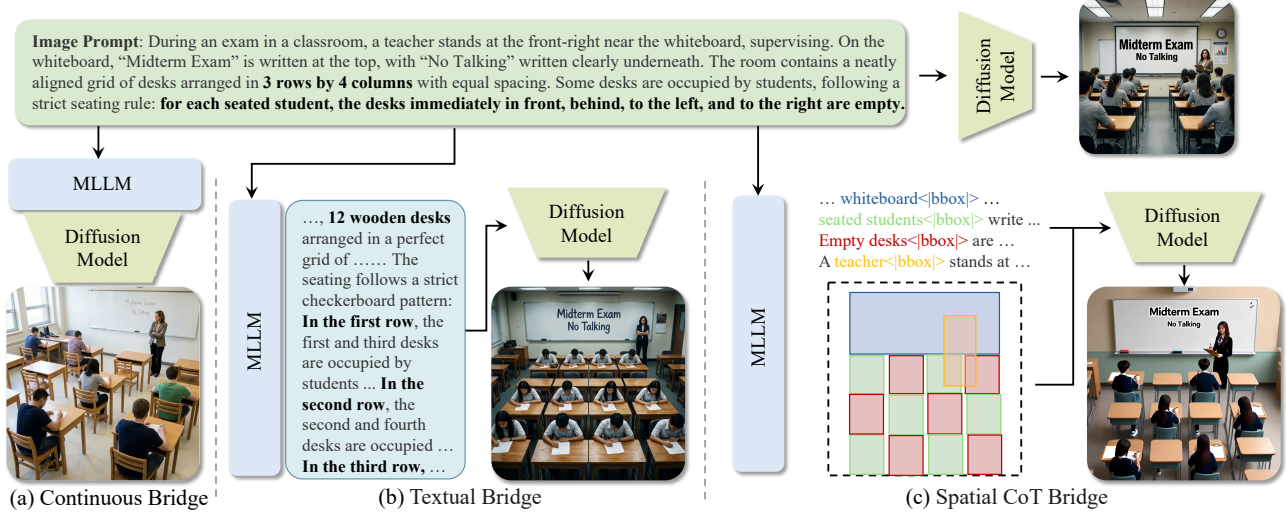 Image Prompt: During an exam in a classroom, a teacher stands at the front-right near the whiteboard, supervising. On the
whiteboard, “Midterm Exam” is written at the top, with “No Talking” written clearly underneath. The room contains a neatly
aligned grid of desks arranged in 3 rows by 4 columns with equal spacing. Some desks are occupied by students, following a
strict seating rule: for each seated student, the desks immediately in front, behind, to the left, and to the right are empty.
Diffusion
Model
Midterm Exam
No Talking
MLLM
Diffusion
Model
Midterm Exam
No Talking
(a) Continuous Bridge
MLLM
…, 12 wooden desks
arranged in a perfect
grid of …… The
seating follows a strict
checkerboard pattern:
In the first row, the
first and third desks
are occupied by
students ... In the
second row, the
second and fourth
desks are occupied …
In the third row, …
Diffusion
Model
Midterm Exam
No Talking
(b) Textual Bridge
MLLM
… whiteboard<|bbox|> …
seated students<|bbox|> write ...
Empty desks<|bbox|> are …
A teacher<|bbox|> stands at …
Diffusion
Model
Midterm Exam
No Talking
(c) Spatial CoT Bridge